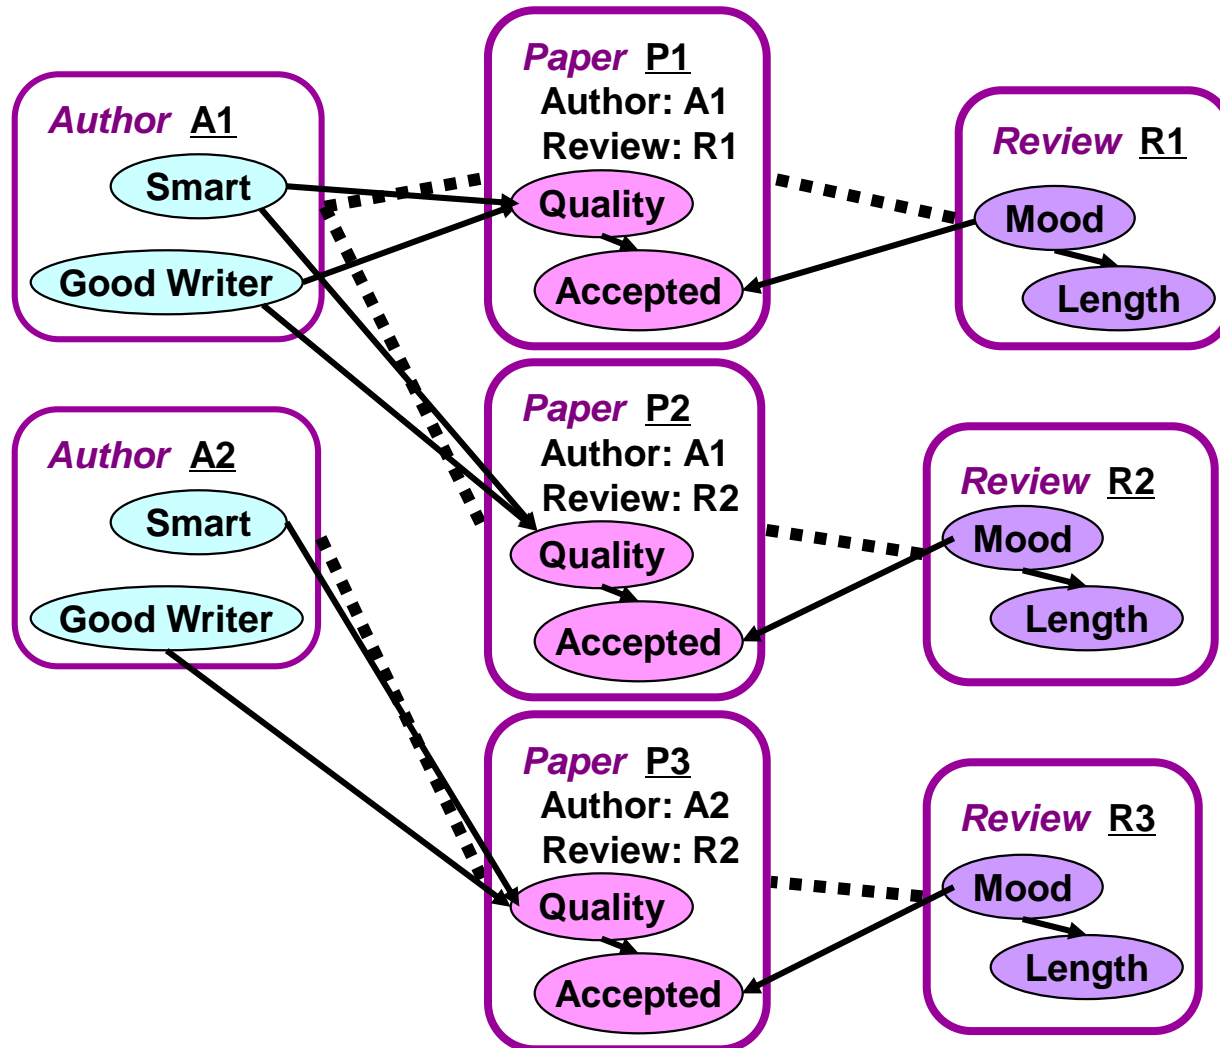 Author A1
Smart
Good Writer
Author A2
Smart
Good Writer
Paper P1
Author: A1
Review: R1
Quality
Accepted
Paper P2
Author: A1
Review: R2
Quality
Accepted
Paper P3
Author: A2
Review: R2
Quality
Accepted
Review R1
Mood
Length
Review R2
Mood
Length
Review R3
Mood
Length